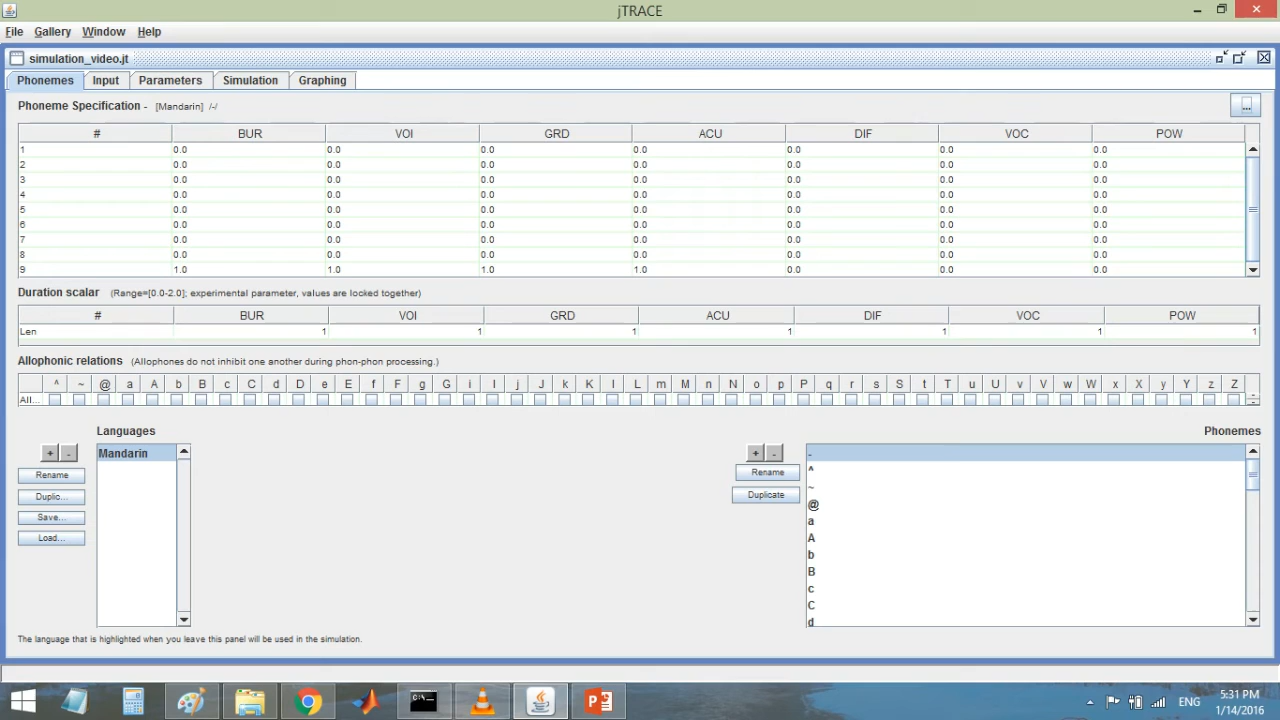 jTRACE
File Gallery Window Help
simulation_video.jt
Phonemes Input Parameters Simulation Graphing
Phoneme Specification - [Mandarin] /-/ ...
# BUR VOI GRD ACU DIF VOC POW
1 0.0 0.0 0.0 0.0 0.0 0.0 0.0
2 0.0 0.0 0.0 0.0 0.0 0.0 0.0
3 0.0 0.0 0.0 0.0 0.0 0.0 0.0
4 0.0 0.0 0.0 0.0 0.0 0.0 0.0
5 0.0 0.0 0.0 0.0 0.0 0.0 0.0
6 0.0 0.0 0.0 0.0 0.0 0.0 0.0
7 0.0 0.0 0.0 0.0 0.0 0.0 0.0
8 0.0 0.0 0.0 0.0 0.0 0.0 0.0
9 1.0 1.0 1.0 1.0 0.0 0.0 0.0
Duration scalar (Range=[0.0-2.0]; experimental parameter, values are locked together)
# BUR VOI GRD ACU DIF VOC POW
Len 1 1 1 1 1 1 1
Allophonic relations (Allophones do not inhibit one another during phon-phon processing.)
^ ~ @ a A b B c C d D e E f F g G i I j J k K l L m M n N o p P q r s S t T u U v V w W x X y Y z Z
All...
Languages
Phonemes
+ -
Mandarin
Rename
Duplic...
Save...
Load...
+ -
Rename
Duplicate
-
^
~
@
a
A
b
B
c
C
d
The language that is highlighted when you leave this panel will be used in the simulation.
C:\.
P
ENG
5:31 PM
1/14/2016